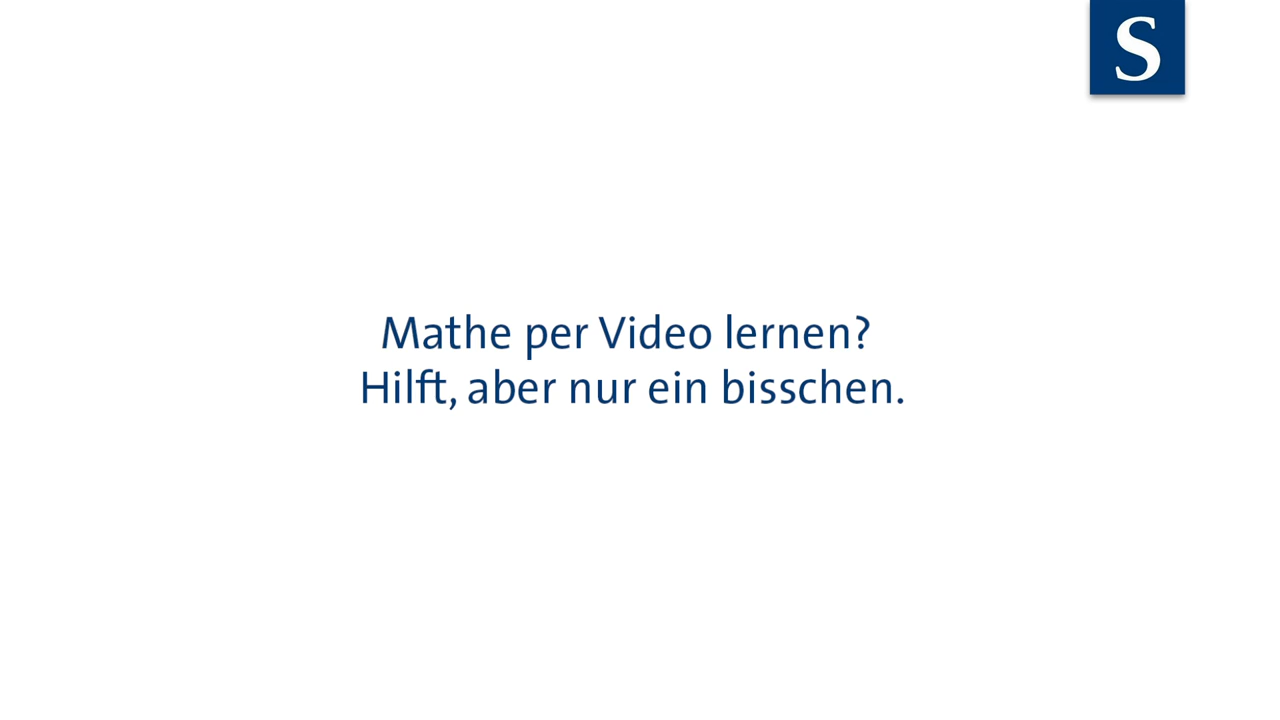 S
Mathe per Video lernen?
Hilft, aber nur ein bisschen.